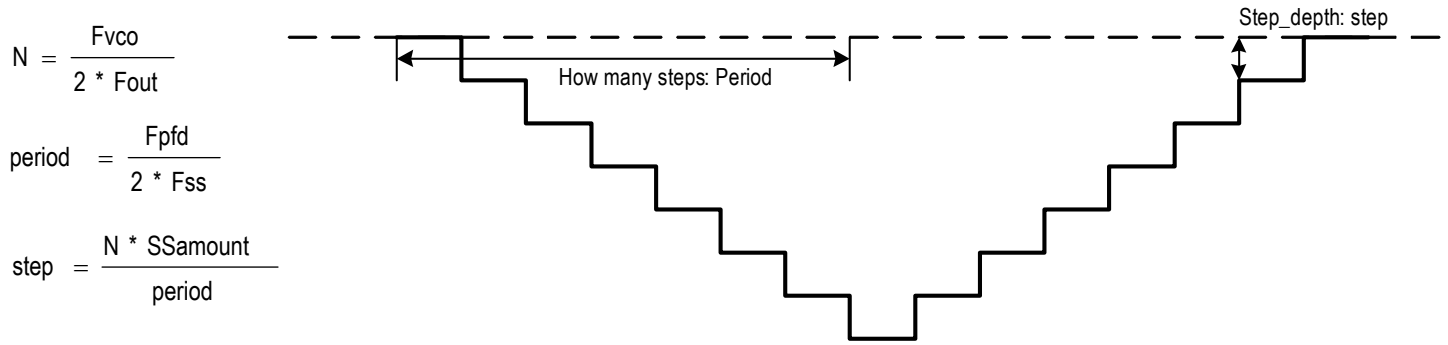 N = Fvco / 2 * Fout
period = Fpfd / 2 * Fss
step = N * SSamount / period
How many steps: Period
Step_depth: step